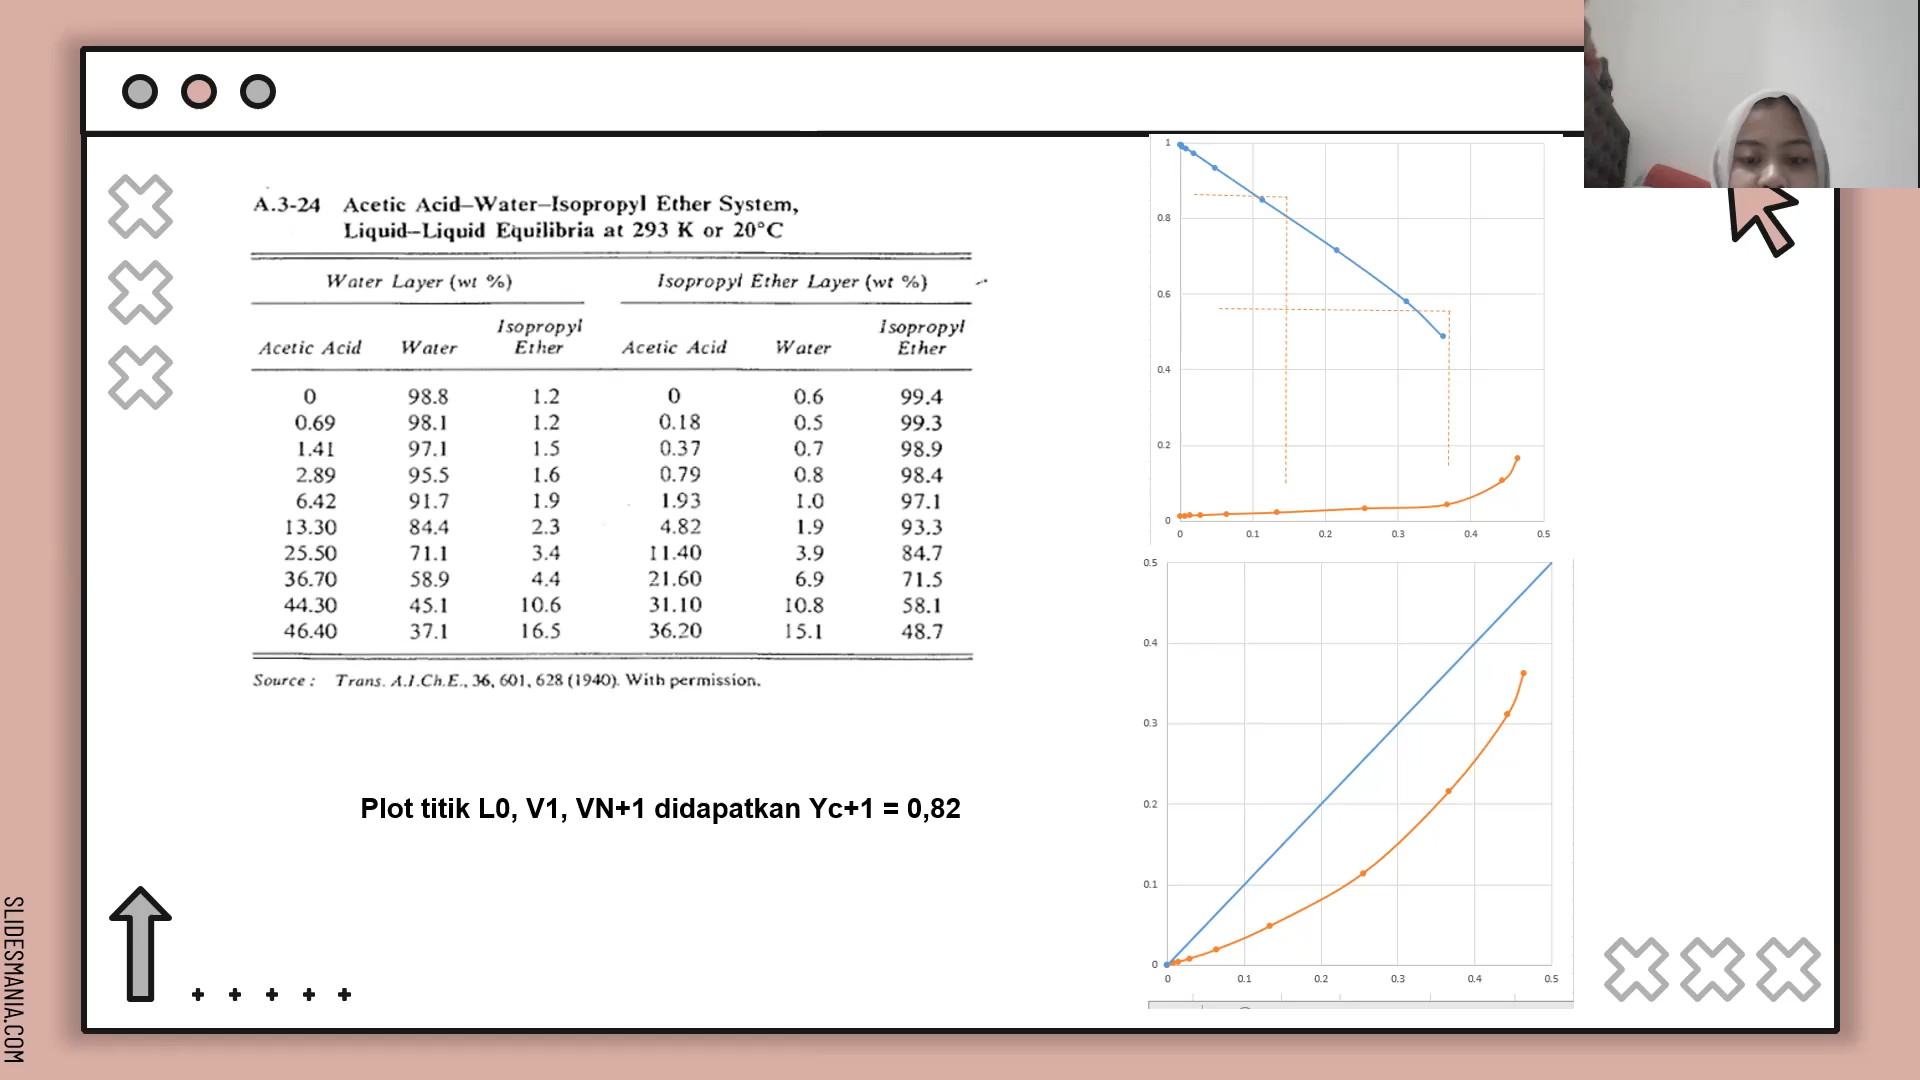 A.3-24 Acetic Acid–Water–Isopropyl Ether System,
Liquid–Liquid Equilibria at 293 K or 20°C
Water Layer (wt %) Isopropyl Ether Layer (wt %)
Isopropyl Isopropyl
Acetic Acid Water Ether Acetic Acid Water Ether
0 98.8 1.2 0 0.6 99.4
0.69 98.1 1.2 0.18 0.5 99.3
1.41 97.1 1.5 0.37 0.7 98.9
2.89 95.5 1.6 0.79 0.8 98.4
6.42 91.7 1.9 1.93 1.0 97.1
13.30 84.4 2.3 4.82 1.9 93.3
25.50 71.1 3.4 11.40 3.9 84.7
36.70 58.9 4.4 21.60 6.9 71.5
44.30 45.1 10.6 31.10 10.8 58.1
46.40 37.1 16.5 36.20 15.1 48.7
Source: Trans. A.I.Ch.E., 36, 601, 628 (1940). With permission.
Plot titik L0, V1, VN+1 didapatkan Yc+1 = 0,82
1
0.8
0.6
0.4
0.2
0
0 0.1 0.2 0.3 0.4 0.5
0.5
0.4
0.3
0.2
0.1
0
0 0.1 0.2 0.3 0.4 0.5
SLIDESMANIA.COM